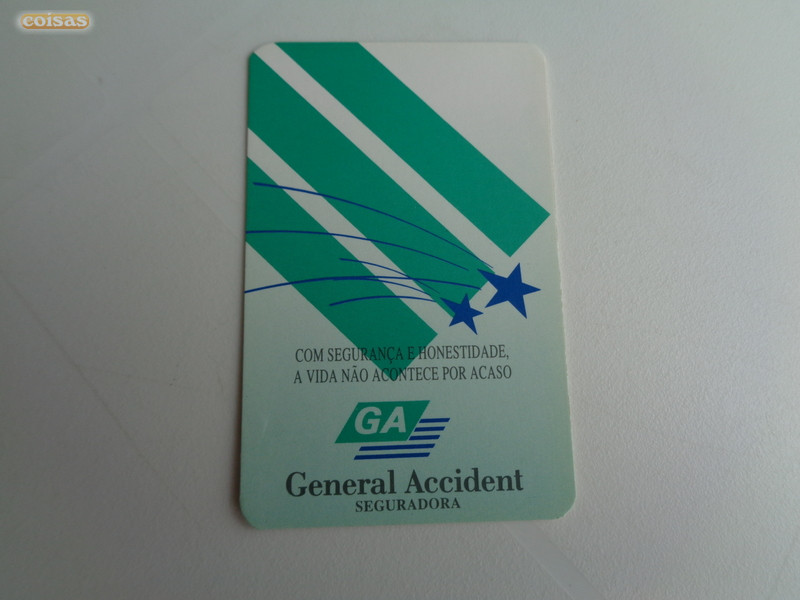 coisas
COM SEGURANÇA E HONESTIDADE,
A VIDA NÃO ACONTECE POR ACASO
GA
General Accident
SEGURADORA